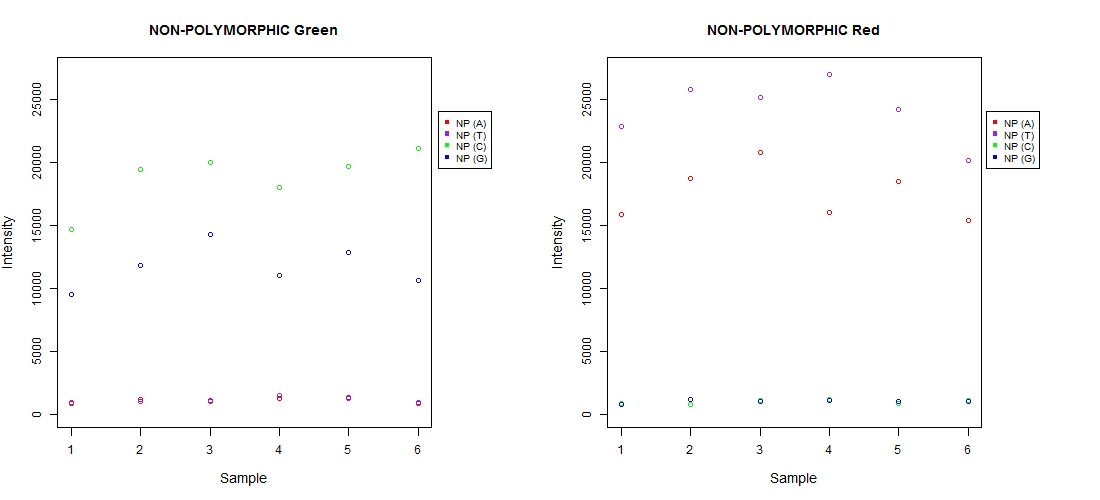 NON-POLYMORPHIC Green
25000
20000
15000
10000
5000
0
Intensity
1 2 3 4 5 6
Sample
NP (A)
NP (T)
NP (C)
NP (G)
NON-POLYMORPHIC Red
25000
20000
15000
10000
5000
0
Intensity
1 2 3 4 5 6
Sample
NP (A)
NP (T)
NP (C)
NP (G)